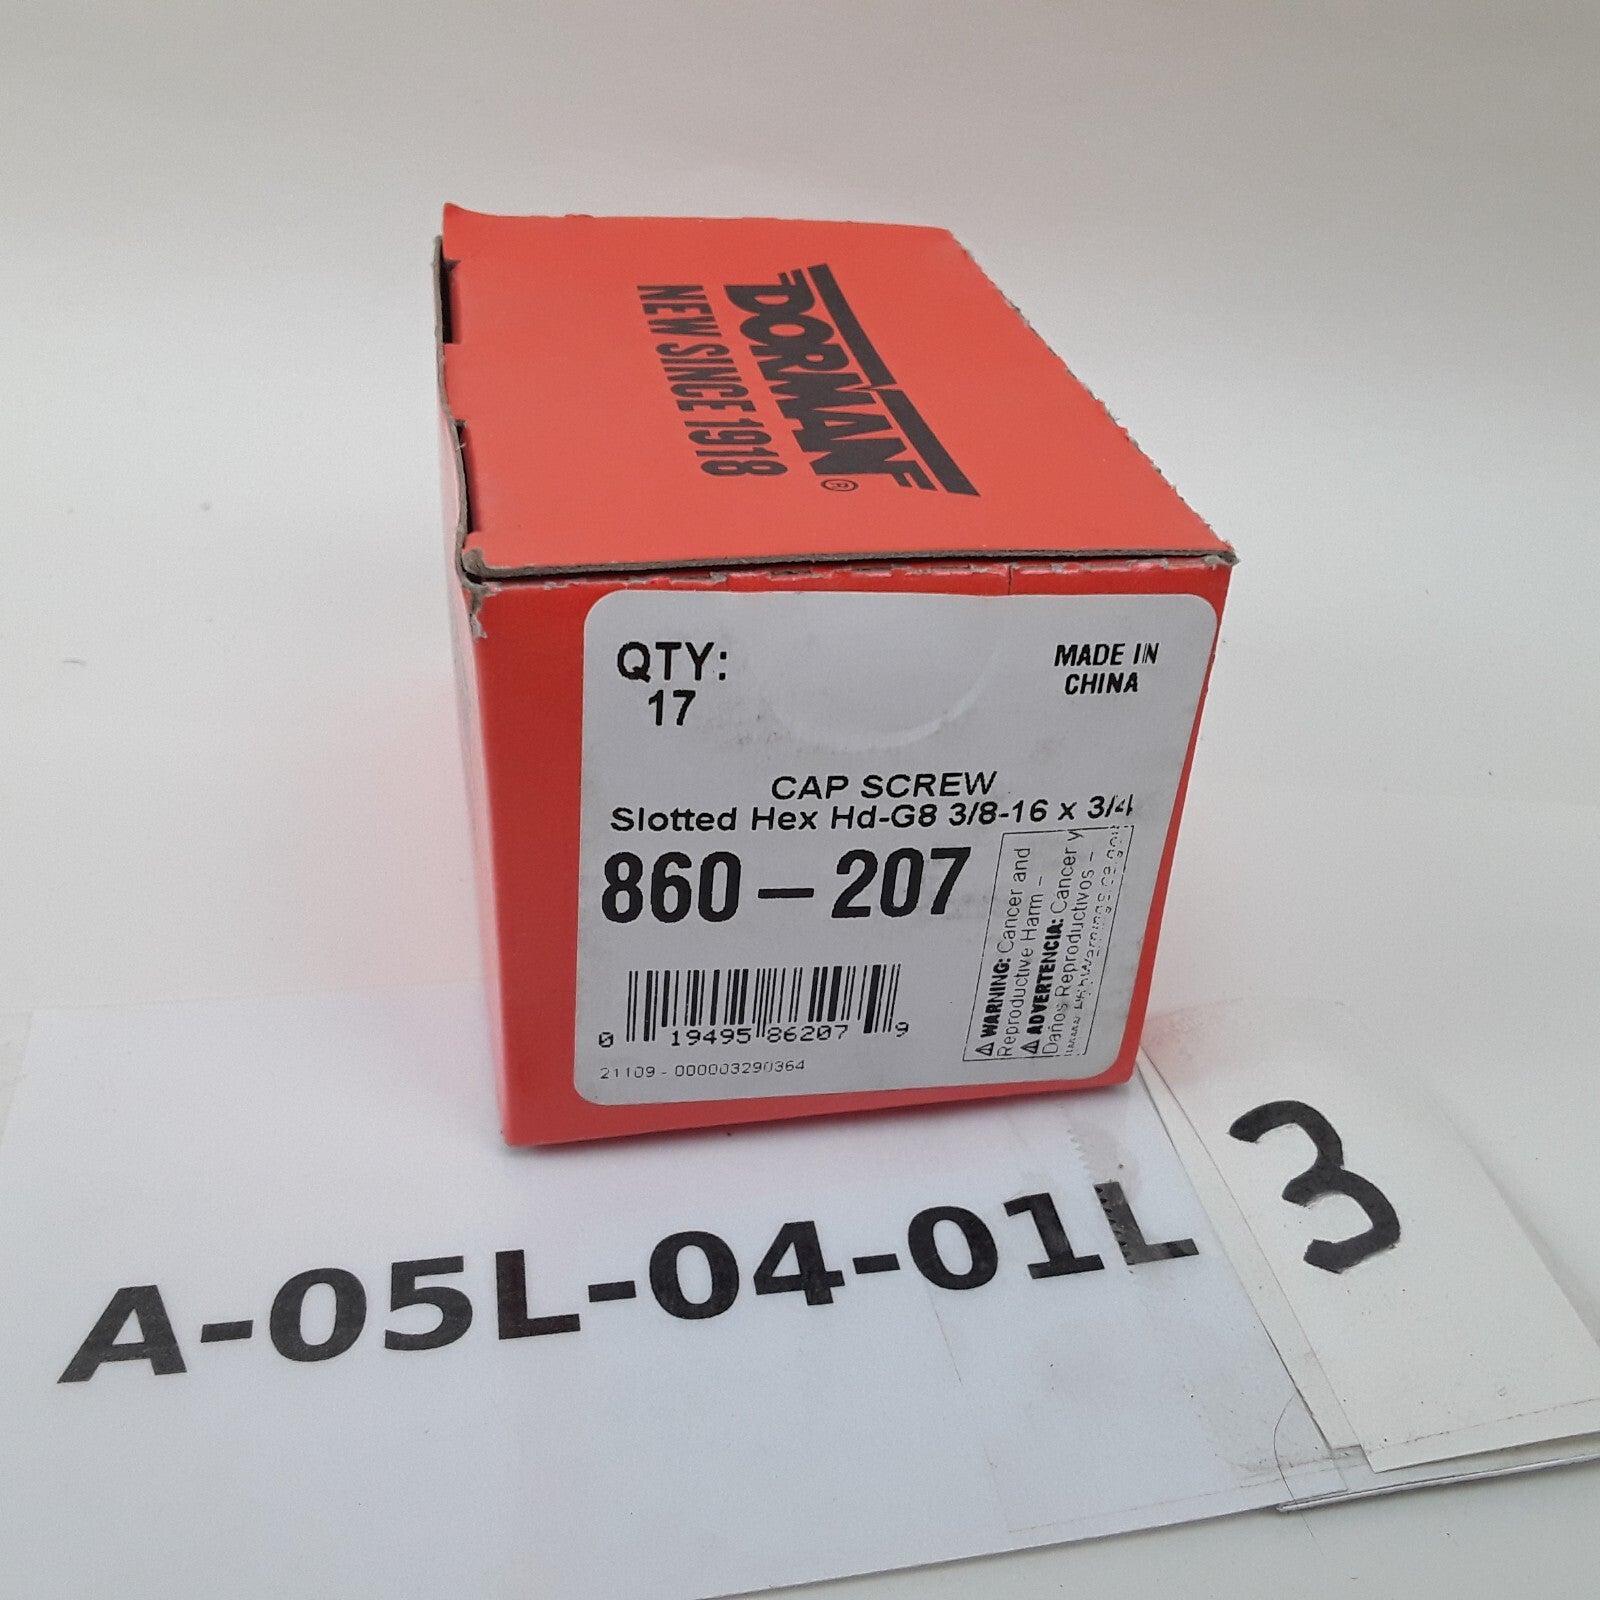 DORMAN®
NEW SINCE 1918
QTY:
17
MADE IN
CHINA
CAP SCREW
Slotted Hex Hd-G8 3/8-16 x 3/4
860-207
⚠ WARNING: Cancer and
Reproductive Harm -
⚠ ADVERTENCIA: Cancer y
Daños Reproductivos -
0 19495 86207 9
21109 - 000003290364
A-05L-04-01L
3